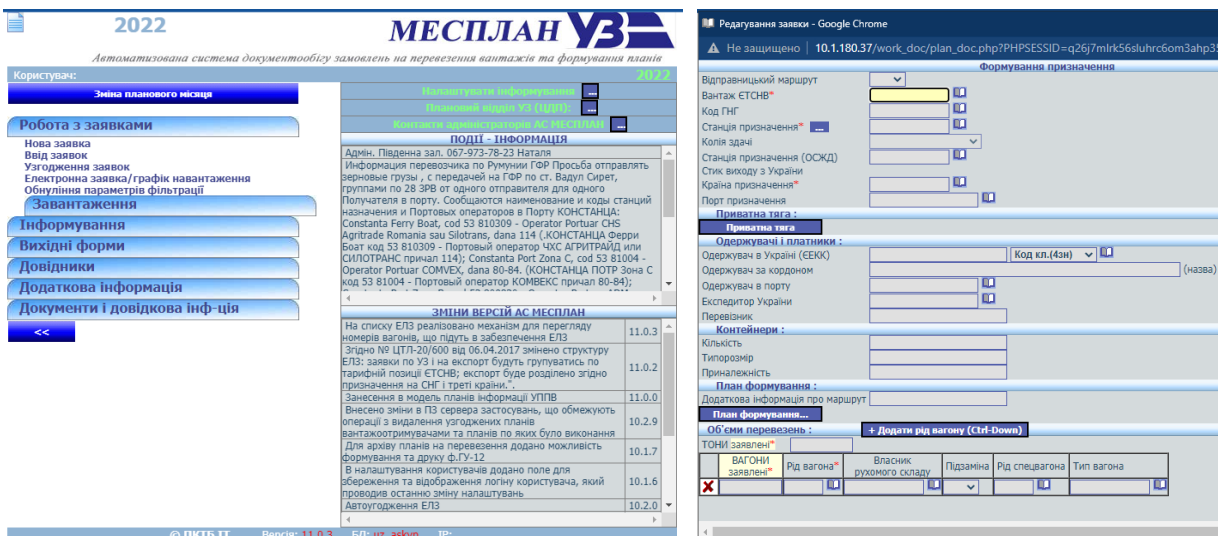 2022
МЕСПЛАН УЗ
Автоматизована система документообігу замовлень на перевезення вантажів та формування планів
Користувач:
2022
Зміна планового місяця
Робота з заявками
Нова заявка
Ввід заявок
Узгодження заявок
Електронна заявка/графік навантаження
Обнуління параметрів фільтрації
Завантаження
Інформування
Вихідні форми
Довідники
Додаткова інформація
Документи і довідкова інф-ція
<<
Налаштувати інформування ...
Плановий відділ УЗ (ЦДП): ...
Контакти адміністраторів АС МЕСПЛАН ...
ПОДІЇ - ІНФОРМАЦІЯ
Адмін. Південна зал. 067-973-78-23 Наталя
Информация перевозчика по Румунии ГФР Просьба отправлять
зерновые грузы , с передачей на ГФР по ст. Вадул Сирет,
группами по 28 ЗРВ от одного отправителя для одного
Получателя в порту. Сообщаются наименование и коды станций
назначения и Портовых операторов в Порту КОНСТАНЦА:
Constanta Ferry Boat, cod 53 810309 - Operator Portuar CHS
Agritrade Romania sau Silotrans, dana 114 (.КОНСТАНЦА Ферри
Боат код 53 810309 - Портовый оператор ЧХС АГРИТРАЙД или
СИЛОТРАНС причал 114); Constanta Port Zona C, cod 53 81004 -
Operator Portuar COMVEX, dana 80-84. (КОНСТАНЦА ПОТР Зона С
код 53 81004 - Портовый оператор КОМВЕКС причал 80-84);
ЗМІНИ ВЕРСІЙ АС МЕСПЛАН
На списку ЕЛЗ реалізовано механізм для перегляду
номерів вагонів, що підуть в забезпечення ЕЛЗ
11.0.3
Згідно № ЦТЛ-20/600 від 06.04.2017 змінено структуру
ЕЛЗ: заявки по УЗ і на експорт будуть групуватись по
тарифній позиції ЄТСНВ; експорт буде розділено згідно
призначення на СНГ і треті країни.".
11.0.2
Занесення в модель планів інформації УППВ 11.0.0
Внесено зміни в ПЗ сервера застосувань, що обмежують
операції з видалення узгоджених планів
вантажоотримувачами та планів по яких було виконання
10.2.9
Для архіву планів на перевезення додано можливість
формування та друку ф.ГУ-12
10.1.7
В налаштування користувачів додано поле для
збереження та відображення логіну користувача, який
проводив останню зміну налаштувань
10.1.6
Автоугодження ЕЛЗ 10.2.0
© ПКТБ ІТ Версія: 11.0.3 БД: uz_askvp IP:
Редагування заявки - Google Chrome
Не защищено | 10.1.180.37/work_doc/plan_doc.php?PHPSESSID=q26j7mlrk56sluhrc6om3ahp35
Формування призначення
Відправницький маршрут
Вантаж ЄТСНВ*
Код ГНГ
Станція призначення* ...
Колія здачі
Станція призначення (ОСЖД)
Стик виходу з України
Країна призначення*
Порт призначення
Приватна тяга :
Приватна тяга
Одержувачі і платники :
Одержувач в Україні (ЄЕКК) Код кл.(4зн)
Одержувач за кордоном (назва)
Одержувач в порту
Експедитор України
Перевізник
Контейнери :
Кількість
Типорозмір
Приналежність
План формування :
Додаткова інформація про маршрут
План формування...
Об'єми перевезень : + Додати рід вагону (Ctrl-Down)
ТОНИ заявлені*
ВАГОНИ заявлені* Рід вагона* Власник рухомого складу Підзаміна Рід спецвагона Тип вагона